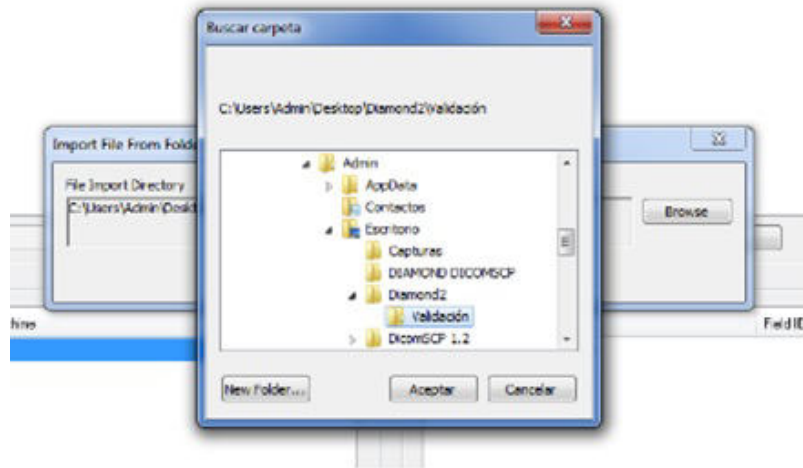 Buscar carpeta
C:\Users\Admin\Desktop\Diamond2\Validación
Import File From Folde
File Import Directory
C:\Users\Admin\Deskt
Browse
Admin
AppData
Contactos
Escritorio
Capturas
DIAMOND DICOMSCP
Diamond2
Validación
DicomSCP 1.2
New Folder...
Aceptar
Cancelar
hine
Field ID